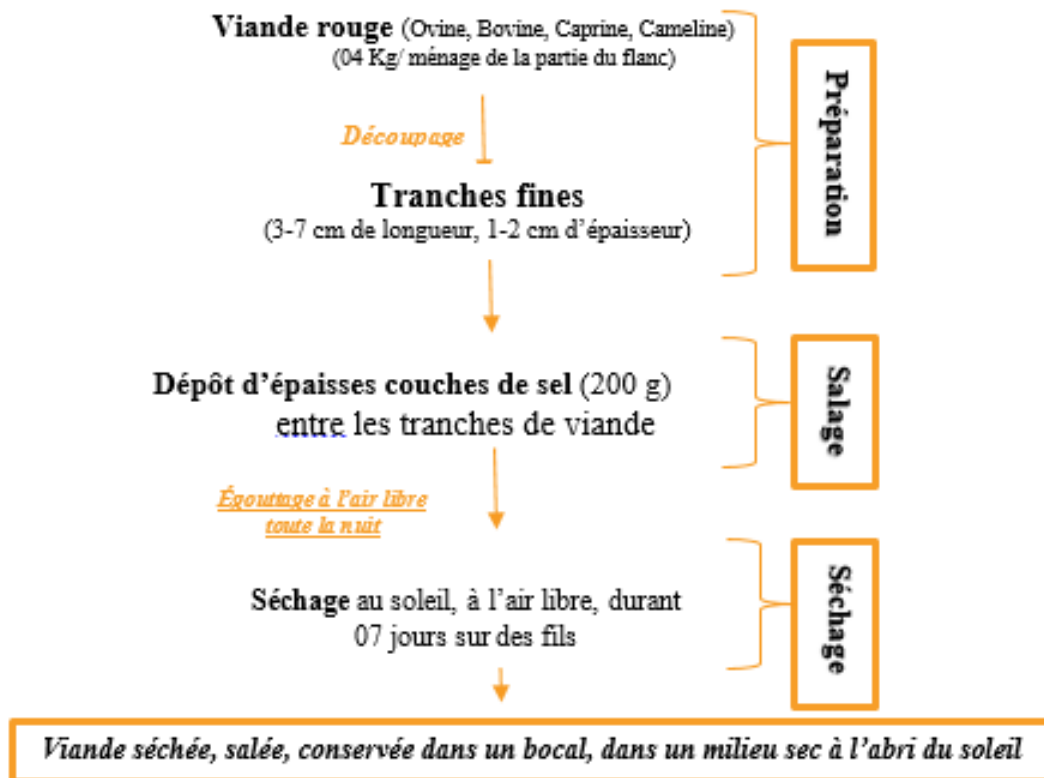 Viande rouge (Ovine, Bovine, Caprine, Cameline)
(04 Kg/ ménage de la partie du flanc)
Préparation
Découpage
Tranches fines
(3-7 cm de longueur, 1-2 cm d’épaisseur)
Dépôt d’épaisses couches de sel (200 g)
entre les tranches de viande
Salage
Égouttage à l’air libre
toute la nuit
Séchage au soleil, à l’air libre, durant
07 jours sur des fils
Séchage
Viande séchée, salée, conservée dans un bocal, dans un milieu sec à l’abri du soleil